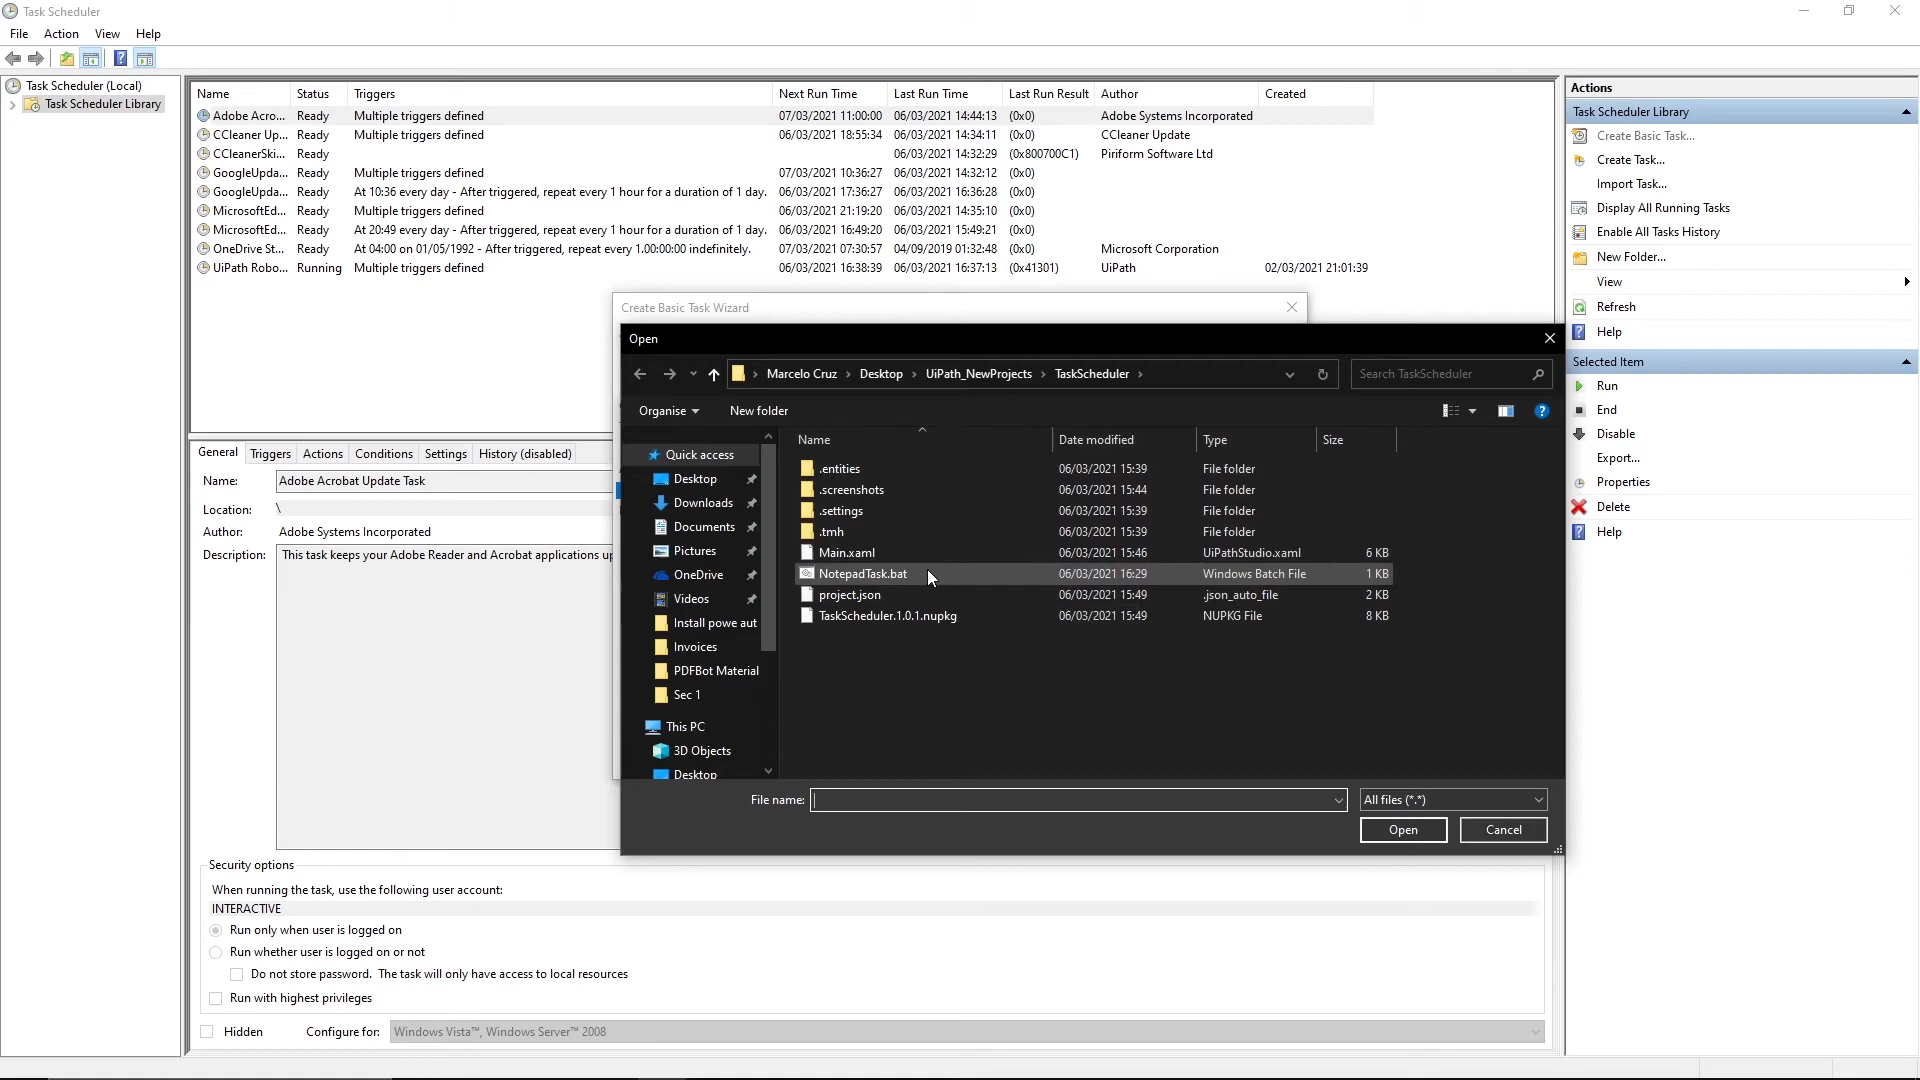 Task Scheduler
File Action View Help
Task Scheduler (Local)
Task Scheduler Library
Name Status Triggers Next Run Time Last Run Time Last Run Result Author Created
Adobe Acro... Ready Multiple triggers defined 07/03/2021 11:00:00 06/03/2021 14:44:13 (0x0) Adobe Systems Incorporated
CCleaner Up... Ready Multiple triggers defined 06/03/2021 18:55:34 06/03/2021 14:34:11 (0x0) CCleaner Update
CCleanerSki... Ready 06/03/2021 14:32:29 (0x800700C1) Piriform Software Ltd
GoogleUpda... Ready Multiple triggers defined 07/03/2021 10:36:27 06/03/2021 14:32:12 (0x0)
GoogleUpda... Ready At 10:36 every day - After triggered, repeat every 1 hour for a duration of 1 day. 06/03/2021 17:36:27 06/03/2021 16:36:28 (0x0)
MicrosoftEd... Ready Multiple triggers defined 06/03/2021 21:19:20 06/03/2021 14:35:10 (0x0)
MicrosoftEd... Ready At 20:49 every day - After triggered, repeat every 1 hour for a duration of 1 day. 06/03/2021 16:49:20 06/03/2021 15:49:21 (0x0)
OneDrive St... Ready At 04:00 on 01/05/1992 - After triggered, repeat every 1.00:00:00 indefinitely. 07/03/2021 07:30:57 04/09/2019 01:32:48 (0x0) Microsoft Corporation
UiPath Robo... Running Multiple triggers defined 06/03/2021 16:38:39 06/03/2021 16:37:13 (0x41301) UiPath 02/03/2021 21:01:39
Create Basic Task Wizard
Open
Marcelo Cruz › Desktop › UiPath_NewProjects › TaskScheduler ›
Search TaskScheduler
Organise New folder
Quick access
Desktop
Downloads
Documents
Pictures
OneDrive
Videos
Install powe aut
Invoices
PDFBot Material
Sec 1
This PC
3D Objects
Desktop
Name Date modified Type Size
.entities 06/03/2021 15:39 File folder
.screenshots 06/03/2021 15:44 File folder
.settings 06/03/2021 15:39 File folder
.tmh 06/03/2021 15:39 File folder
Main.xaml 06/03/2021 15:46 UiPathStudio.xaml 6 KB
NotepadTask.bat 06/03/2021 16:29 Windows Batch File 1 KB
project.json 06/03/2021 15:49 .json_auto_file 2 KB
TaskScheduler.1.0.1.nupkg 06/03/2021 15:49 NUPKG File 8 KB
File name: All files (*.*)
Open Cancel
General Triggers Actions Conditions Settings History (disabled)
Name: Adobe Acrobat Update Task
Location: \
Author: Adobe Systems Incorporated
Description: This task keeps your Adobe Reader and Acrobat applications up
Security options
When running the task, use the following user account:
INTERACTIVE
Run only when user is logged on
Run whether user is logged on or not
Do not store password. The task will only have access to local resources
Run with highest privileges
Hidden Configure for: Windows Vista™, Windows Server™ 2008
Actions
Task Scheduler Library
Create Basic Task...
Create Task...
Import Task...
Display All Running Tasks
Enable All Tasks History
New Folder...
View
Refresh
Help
Selected Item
Run
End
Disable
Export...
Properties
Delete
Help